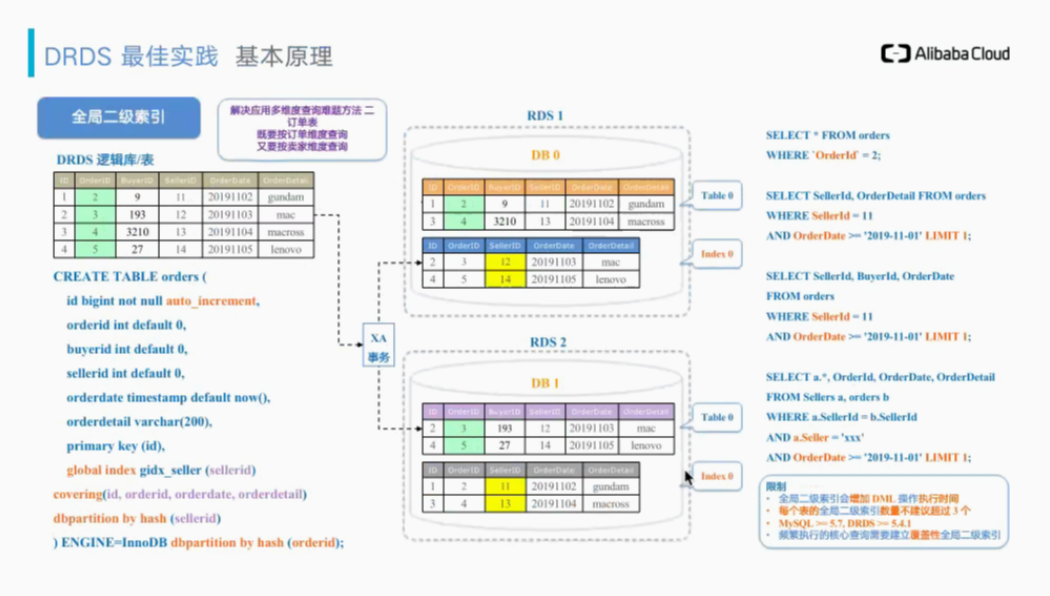 DRDS 最佳实践 基本原理
Alibaba Cloud
全局二级索引
解决应用多维度查询难题方法 二
订单表
既要按订单维度查询
又要按卖家维度查询
DRDS 逻辑库/表
ID OrderID BuyerID SellerID OrderDate OrderDetail
1 2 9 11 20191102 gundam
2 3 193 12 20191103 mac
3 4 3210 13 20191104 macross
4 5 27 14 20191105 lenovo
CREATE TABLE orders (
id bigint not null auto_increment,
orderid int default 0,
buyerid int default 0,
sellerid int default 0,
orderdate timestamp default now(),
orderdetail varchar(200),
primary key (id),
global index gidx_seller (sellerid)
covering(id, orderid, orderdate, orderdetail)
dbpartition by hash (sellerid)
) ENGINE=InnoDB dbpartition by hash (orderid);
XA
事务
RDS 1
DB 0
ID OrderID BuyerID SellerID OrderDate OrderDetail
1 2 9 11 20191102 gundam
3 4 3210 13 20191104 macross
Table 0
ID OrderID SellerID OrderDate OrderDetail
2 3 12 20191103 mac
4 5 14 20191105 lenovo
Index 0
RDS 2
DB 1
ID OrderID BuyerID SellerID OrderDate OrderDetail
2 3 193 12 20191103 mac
4 5 27 14 20191105 lenovo
Table 0
ID OrderID SellerID OrderDate OrderDetail
1 2 11 20191102 gundam
3 4 13 20191104 macross
Index 0
SELECT * FROM orders
WHERE `OrderId` = 2;
SELECT SellerId, OrderDetail FROM orders
WHERE SellerId = 11
AND OrderDate >= '2019-11-01' LIMIT 1;
SELECT SellerId, BuyerId, OrderDate
FROM orders
WHERE SellerId = 11
AND OrderDate >= '2019-11-01' LIMIT 1;
SELECT a.*, OrderId, OrderDate, OrderDetail
FROM Sellers a, orders b
WHERE a.SellerId = b.SellerId
AND a.Seller = 'xxx'
AND OrderDate >= '2019-11-01' LIMIT 1;
限制
• 全局二级索引会增加 DML 操作执行时间
• 每个表的全局二级索引数量不建议超过 3 个
• MySQL >= 5.7, DRDS >= 5.4.1
• 频繁执行的核心查询需要建立覆盖性全局二级索引